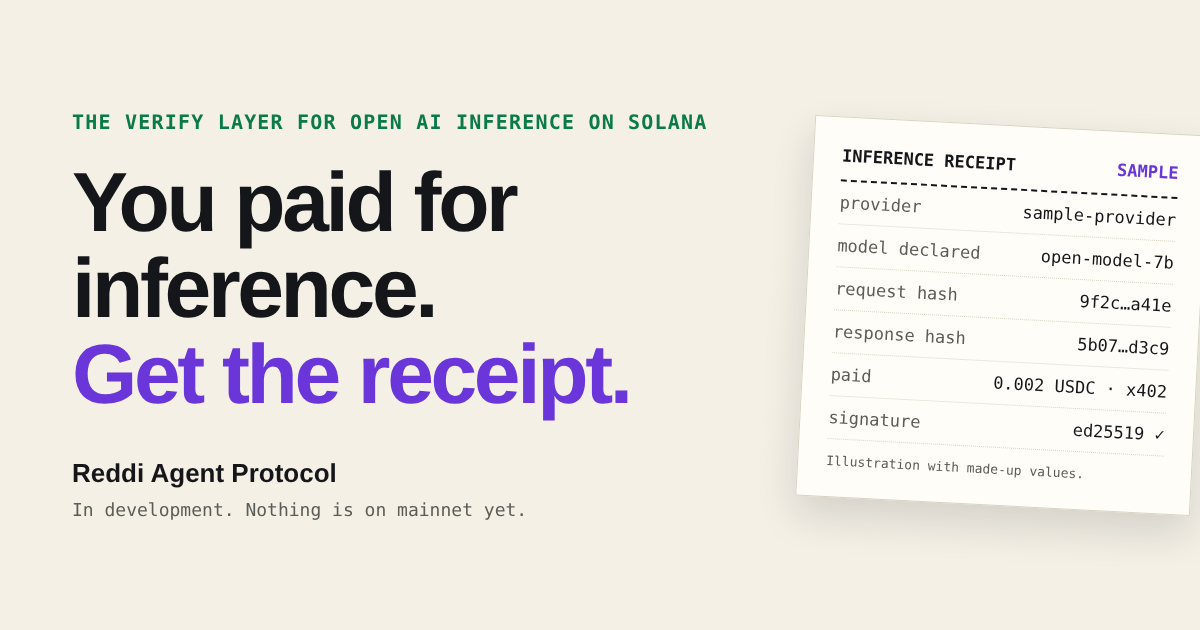 THE VERIFY LAYER FOR OPEN AI INFERENCE ON SOLANA
You paid for
inference.
Get the receipt.
Reddi Agent Protocol
In development. Nothing is on mainnet yet.
INFERENCE RECEIPT SAMPLE
provider sample-provider
model declared open-model-7b
request hash 9f2c…a41e
response hash 5b07…d3c9
paid 0.002 USDC · x402
signature ed25519 ✓
Illustration with made-up values.